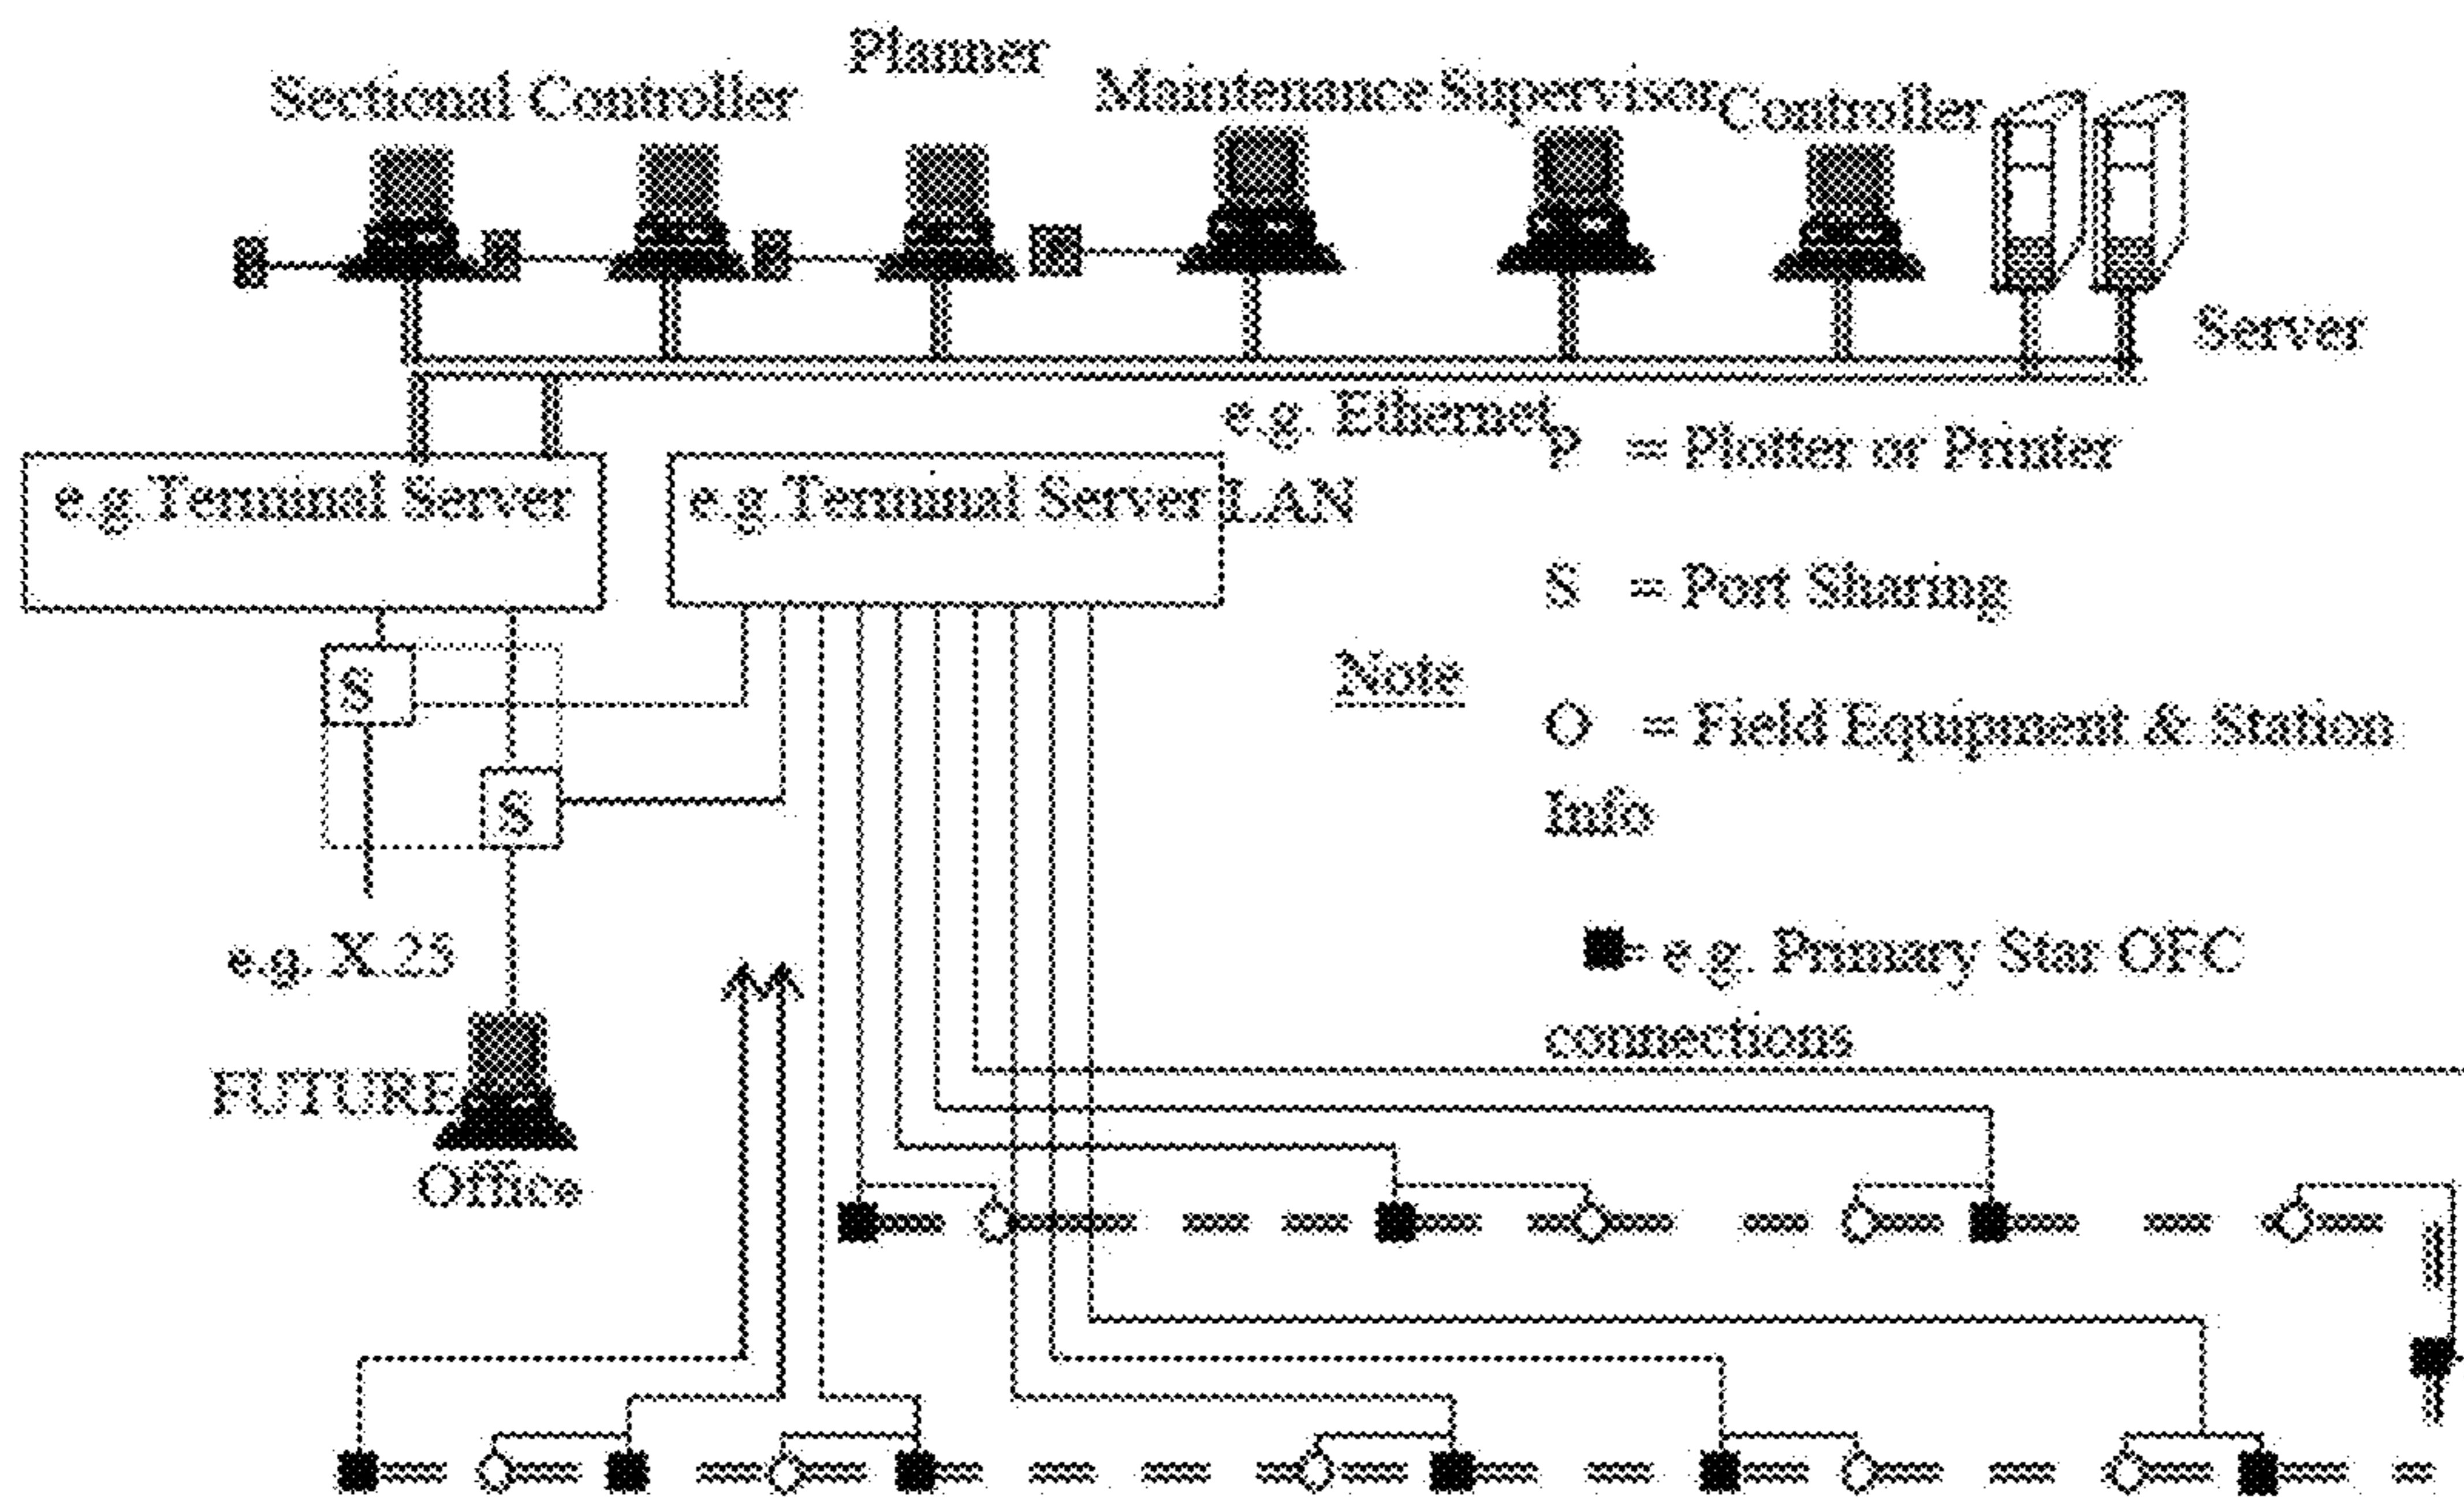 Planner
Sectional Controller
Maintenance Supervisor Controller
Server
e.g. Ethernet
P = Plotter or Printer
e.g.Terminal Server
e.g.Terminal Server LAN
S = Port Sharing
S
Note
O = Field Equipment & Station
Info
S
e.g. X.25
= e.g. Primary Star OFC
connections
FUTURE
Office